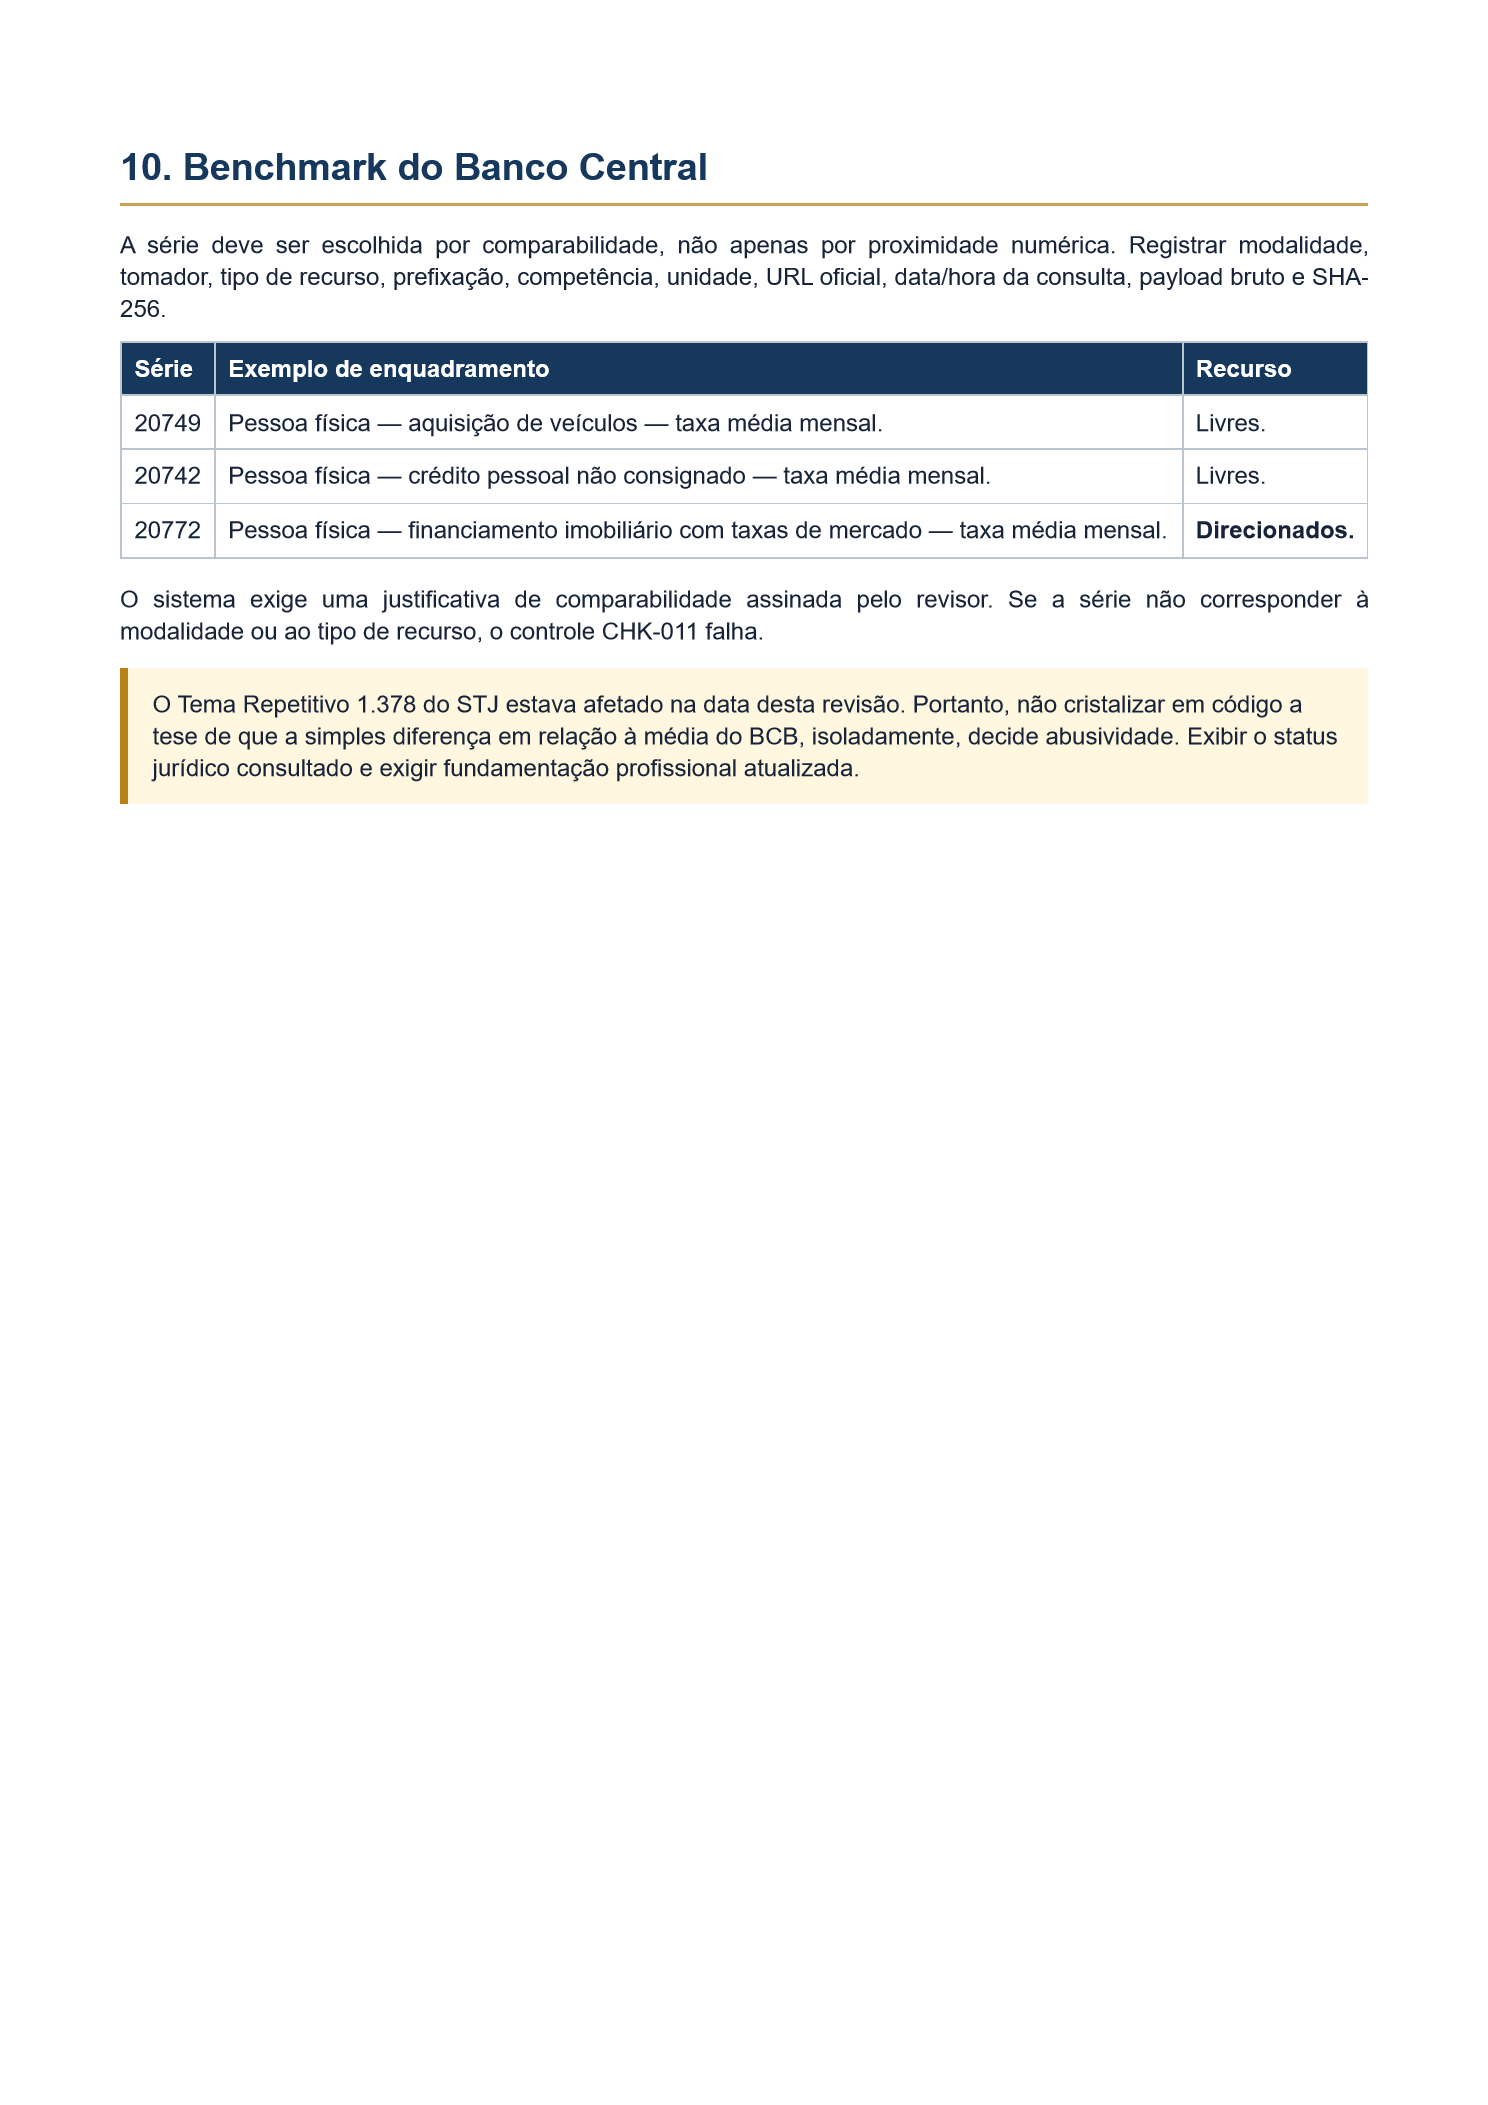 10. Benchmark do Banco Central
A série deve ser escolhida por comparabilidade, não apenas por proximidade numérica. Registrar modalidade,
tomador, tipo de recurso, prefixação, competência, unidade, URL oficial, data/hora da consulta, payload bruto e SHA-
256.
Série Exemplo de enquadramento Recurso
20749 Pessoa física — aquisição de veículos — taxa média mensal. Livres.
20742 Pessoa física — crédito pessoal não consignado — taxa média mensal. Livres.
20772 Pessoa física — financiamento imobiliário com taxas de mercado — taxa média mensal. Direcionados.
O sistema exige uma justificativa de comparabilidade assinada pelo revisor. Se a série não corresponder à
modalidade ou ao tipo de recurso, o controle CHK-011 falha.
O Tema Repetitivo 1.378 do STJ estava afetado na data desta revisão. Portanto, não cristalizar em código a
tese de que a simples diferença em relação à média do BCB, isoladamente, decide abusividade. Exibir o status
jurídico consultado e exigir fundamentação profissional atualizada.